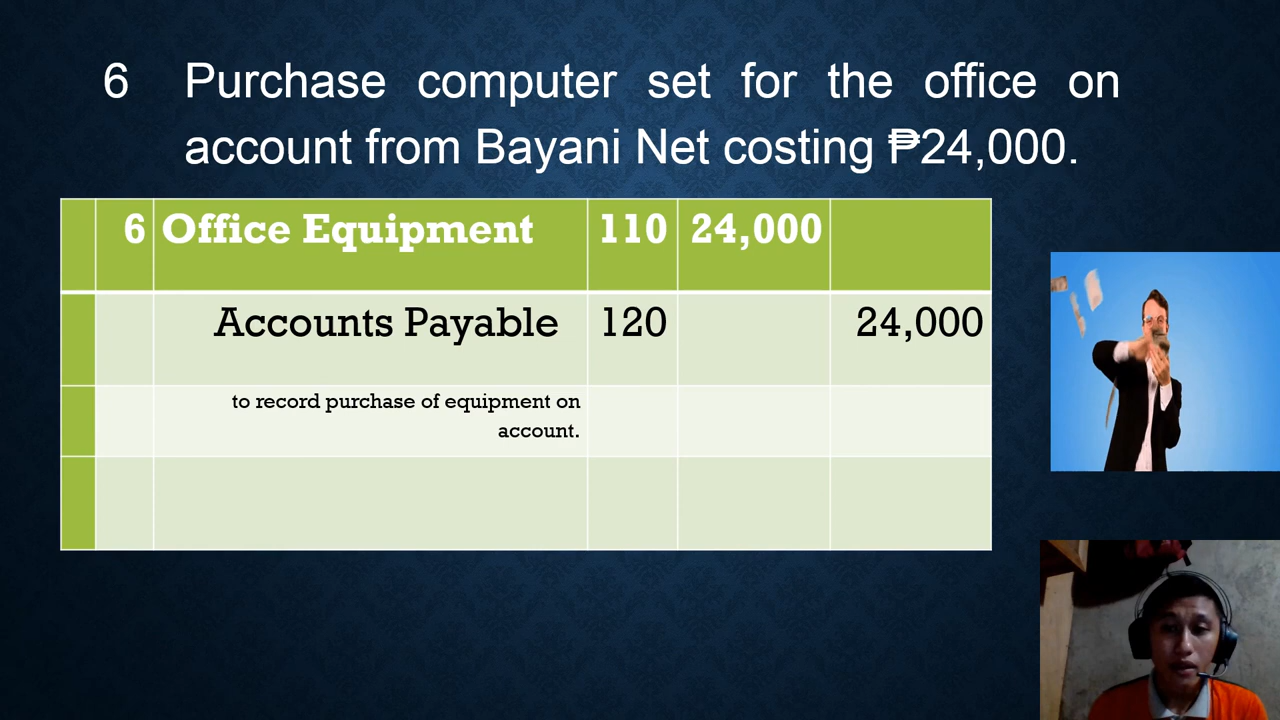 6 Purchase computer set for the office on
account from Bayani Net costing ₱24,000.
6 Office Equipment 110 24,000
Accounts Payable 120 24,000
to record purchase of equipment on
account.